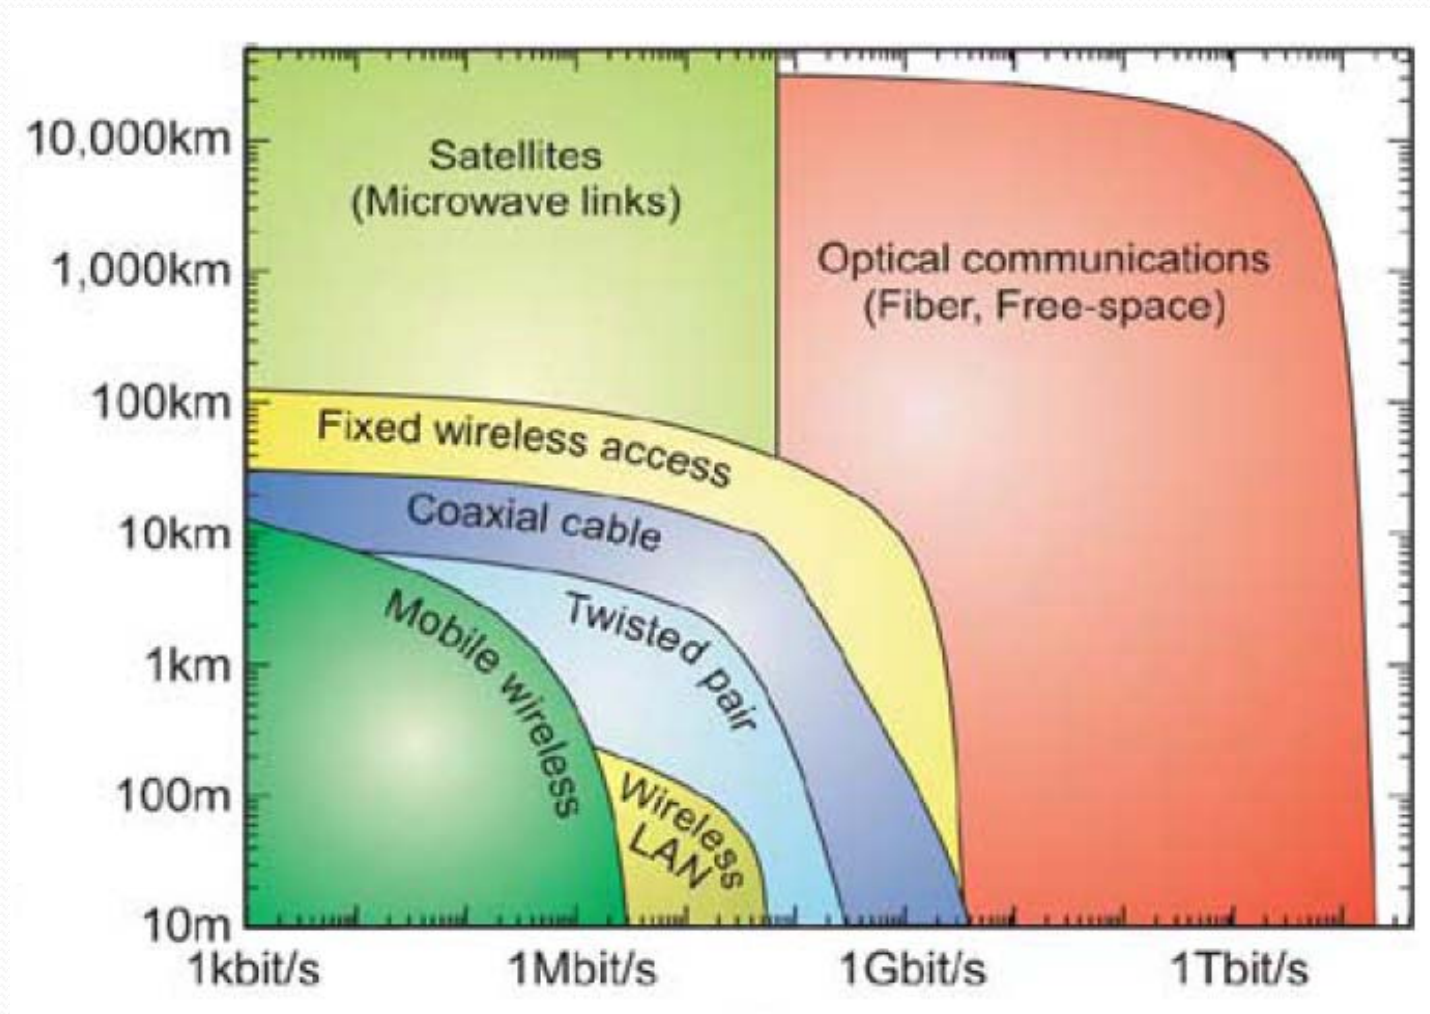 10,000km
1,000km
100km
10km
1km
100m
10m
Satellites
(Microwave links)
Optical communications
(Fiber, Free-space)
Fixed wireless access
Coaxial cable
Twisted pair
Mobile wireless
Wireless
LAN
1kbit/s
1Mbit/s
1Gbit/s
1Tbit/s